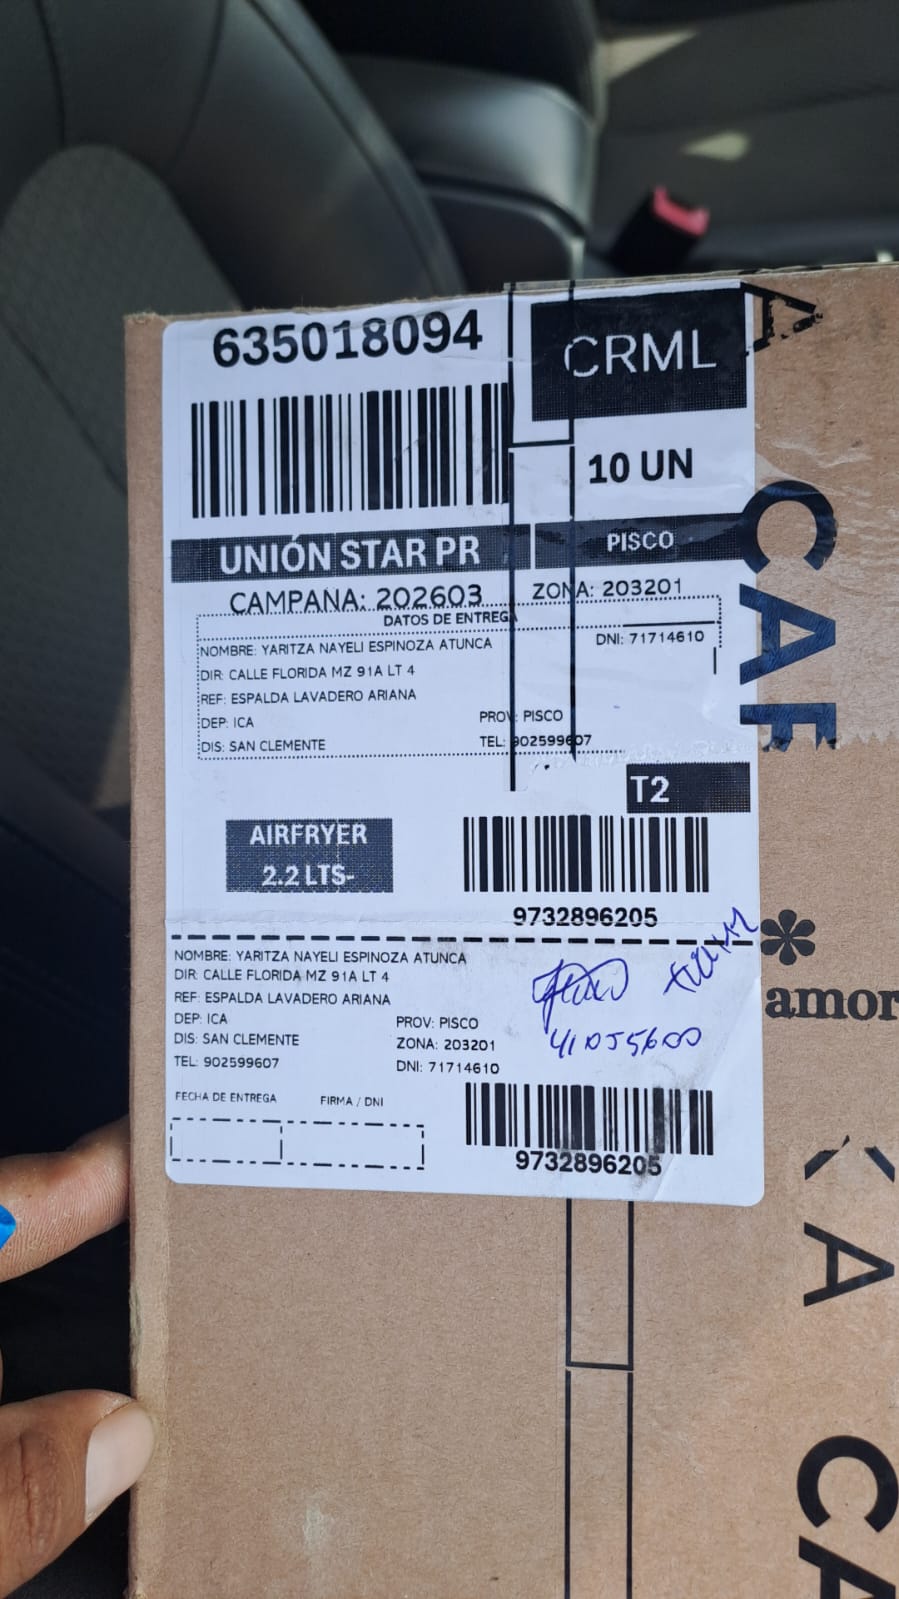 635018094
CRML
10 UN
UNIÓN STAR PR
PISCO
CAMPANA: 202603
ZONA: 203201
DATOS DE ENTREGA
NOMBRE: YARITZA NAYELI ESPINOZA ATUNCA
DNI: 71714610
DIR: CALLE FLORIDA MZ 91A LT 4
REF: ESPALDA LAVADERO ARIANA
DEP: ICA
PROV: PISCO
DIS: SAN CLEMENTE
TEL: 902599607
T2
AIRFRYER
2.2 LTS-
9732896205
NOMBRE: YARITZA NAYELI ESPINOZA ATUNCA
DIR: CALLE FLORIDA MZ 91A LT 4
REF: ESPALDA LAVADERO ARIANA
DEP: ICA
PROV: PISCO
DIS: SAN CLEMENTE
ZONA: 203201
TEL: 902599607
DNI: 71714610
FECHA DE ENTREGA
FIRMA / DNI
9732896205
CAF
amor